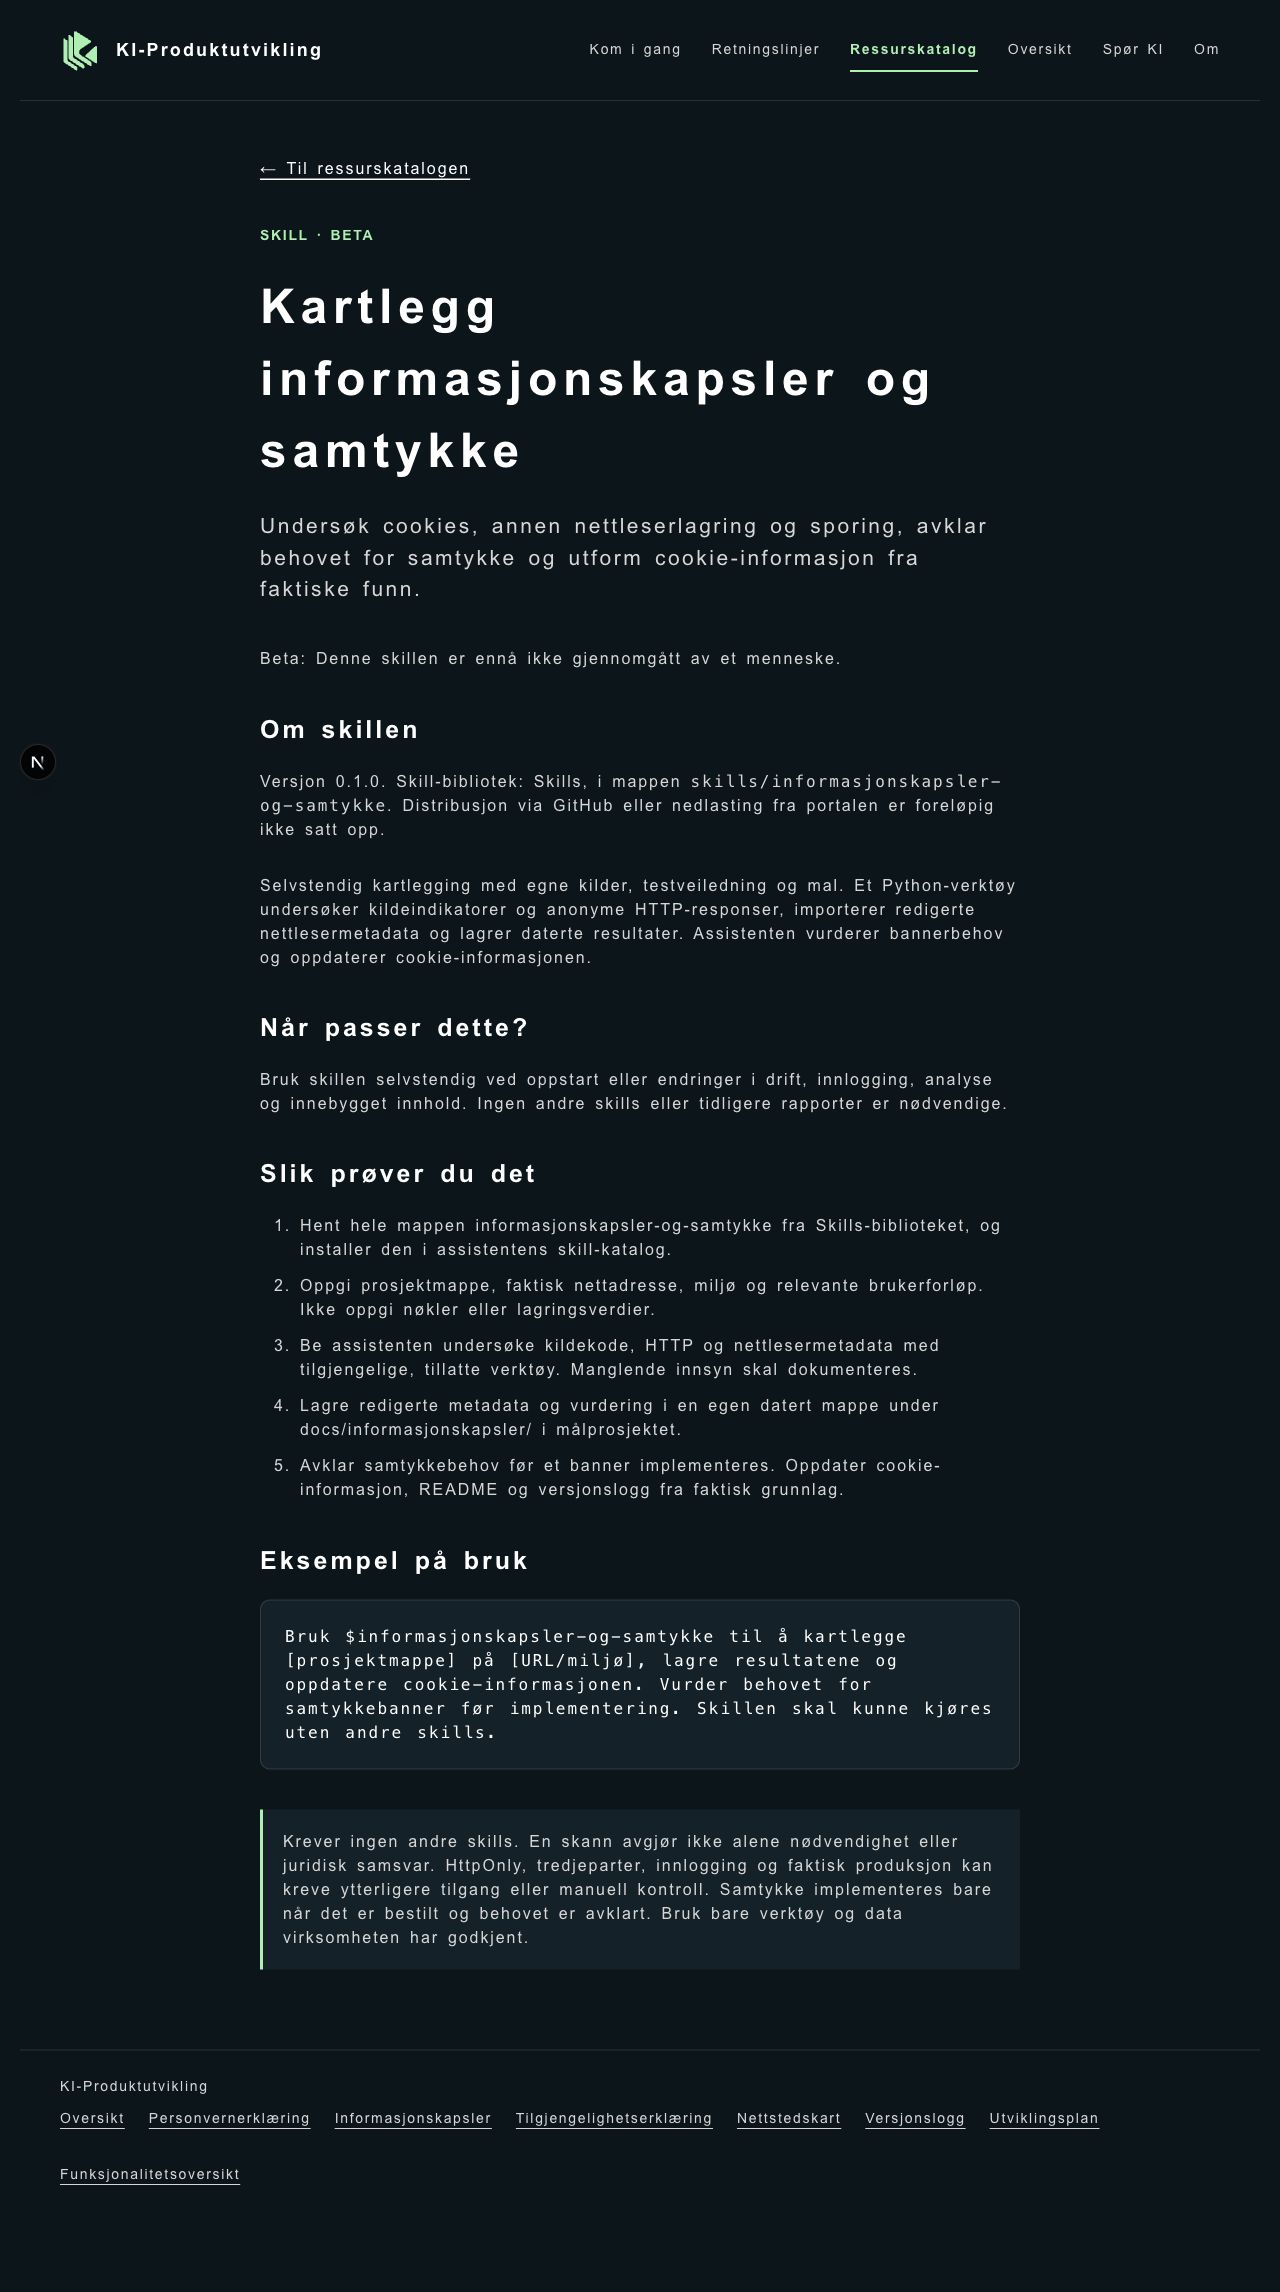 KI-Produktutvikling
Kom i gang
Retningslinjer
Ressurskatalog
Oversikt
Spør KI
Om
← Til ressurskatalogen
SKILL · BETA
Kartlegg
informasjonskapsler og
samtykke
Undersøk cookies, annen nettleserlagring og sporing, avklar
behovet for samtykke og utform cookie-informasjon fra
faktiske funn.
Beta: Denne skillen er ennå ikke gjennomgått av et menneske.
Om skillen
N
Versjon 0.1.0. Skill-bibliotek: Skills, i mappen skills/informasjonskapsler-
og-samtykke. Distribusjon via GitHub eller nedlasting fra portalen er foreløpig
ikke satt opp.
Selvstendig kartlegging med egne kilder, testveiledning og mal. Et Python-verktøy
undersøker kildeindikatorer og anonyme HTTP-responser, importerer redigerte
nettlesermetadata og lagrer daterte resultater. Assistenten vurderer bannerbehov
og oppdaterer cookie-informasjonen.
Når passer dette?
Bruk skillen selvstendig ved oppstart eller endringer i drift, innlogging, analyse
og innebygget innhold. Ingen andre skills eller tidligere rapporter er nødvendige.
Slik prøver du det
1. Hent hele mappen informasjonskapsler-og-samtykke fra Skills-biblioteket, og
installer den i assistentens skill-katalog.
2. Oppgi prosjektmappe, faktisk nettadresse, miljø og relevante brukerforløp.
Ikke oppgi nøkler eller lagringsverdier.
3. Be assistenten undersøke kildekode, HTTP og nettlesermetadata med
tilgjengelige, tillatte verktøy. Manglende innsyn skal dokumenteres.
4. Lagre redigerte metadata og vurdering i en egen datert mappe under
docs/informasjonskapsler/ i målprosjektet.
5. Avklar samtykkebehov før et banner implementeres. Oppdater cookie-
informasjon, README og versjonslogg fra faktisk grunnlag.
Eksempel på bruk
Bruk $informasjonskapsler-og-samtykke til å kartlegge
[prosjektmappe] på [URL/miljø], lagre resultatene og
oppdatere cookie-informasjonen. Vurder behovet for
samtykkebanner før implementering. Skillen skal kunne kjøres
uten andre skills.
Krever ingen andre skills. En skann avgjør ikke alene nødvendighet eller
juridisk samsvar. HttpOnly, tredjeparter, innlogging og faktisk produksjon kan
kreve ytterligere tilgang eller manuell kontroll. Samtykke implementeres bare
når det er bestilt og behovet er avklart. Bruk bare verktøy og data
virksomheten har godkjent.
KI-Produktutvikling
Oversikt
Personvernerklæring
Informasjonskapsler
Tilgjengelighetserklæring
Nettstedskart
Versjonslogg
Utviklingsplan
Funksjonalitetsoversikt